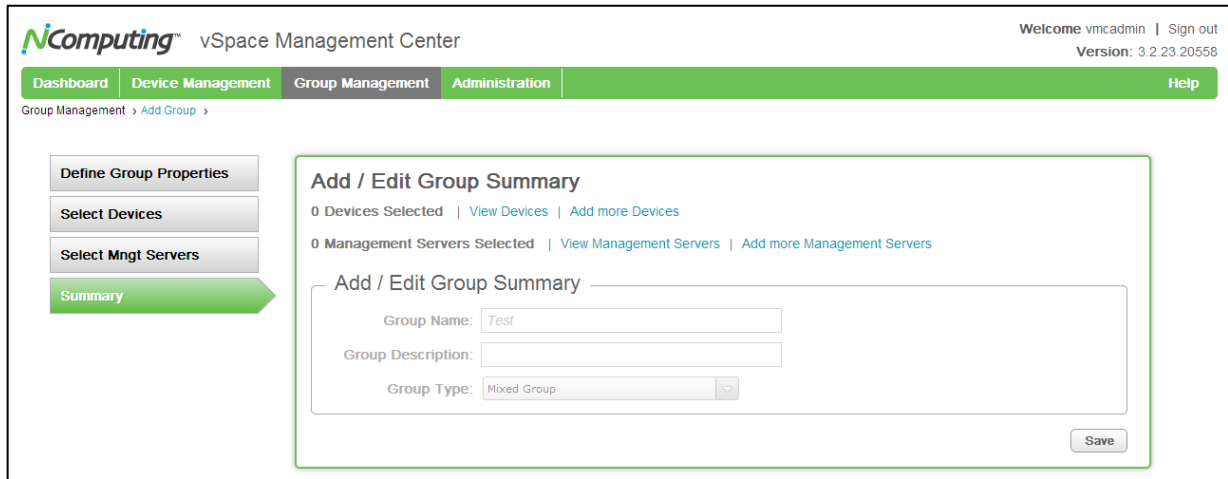 NComputing™ vSpace Management Center
Welcome vmcadmin | Sign out
Version: 3.2.23.20558
Dashboard Device Management Group Management Administration Help
Group Management › Add Group ›
Define Group Properties
Select Devices
Select Mngt Servers
Summary
Add / Edit Group Summary
0 Devices Selected | View Devices | Add more Devices
0 Management Servers Selected | View Management Servers | Add more Management Servers
Add / Edit Group Summary
Group Name: Test
Group Description:
Group Type: Mixed Group
Save